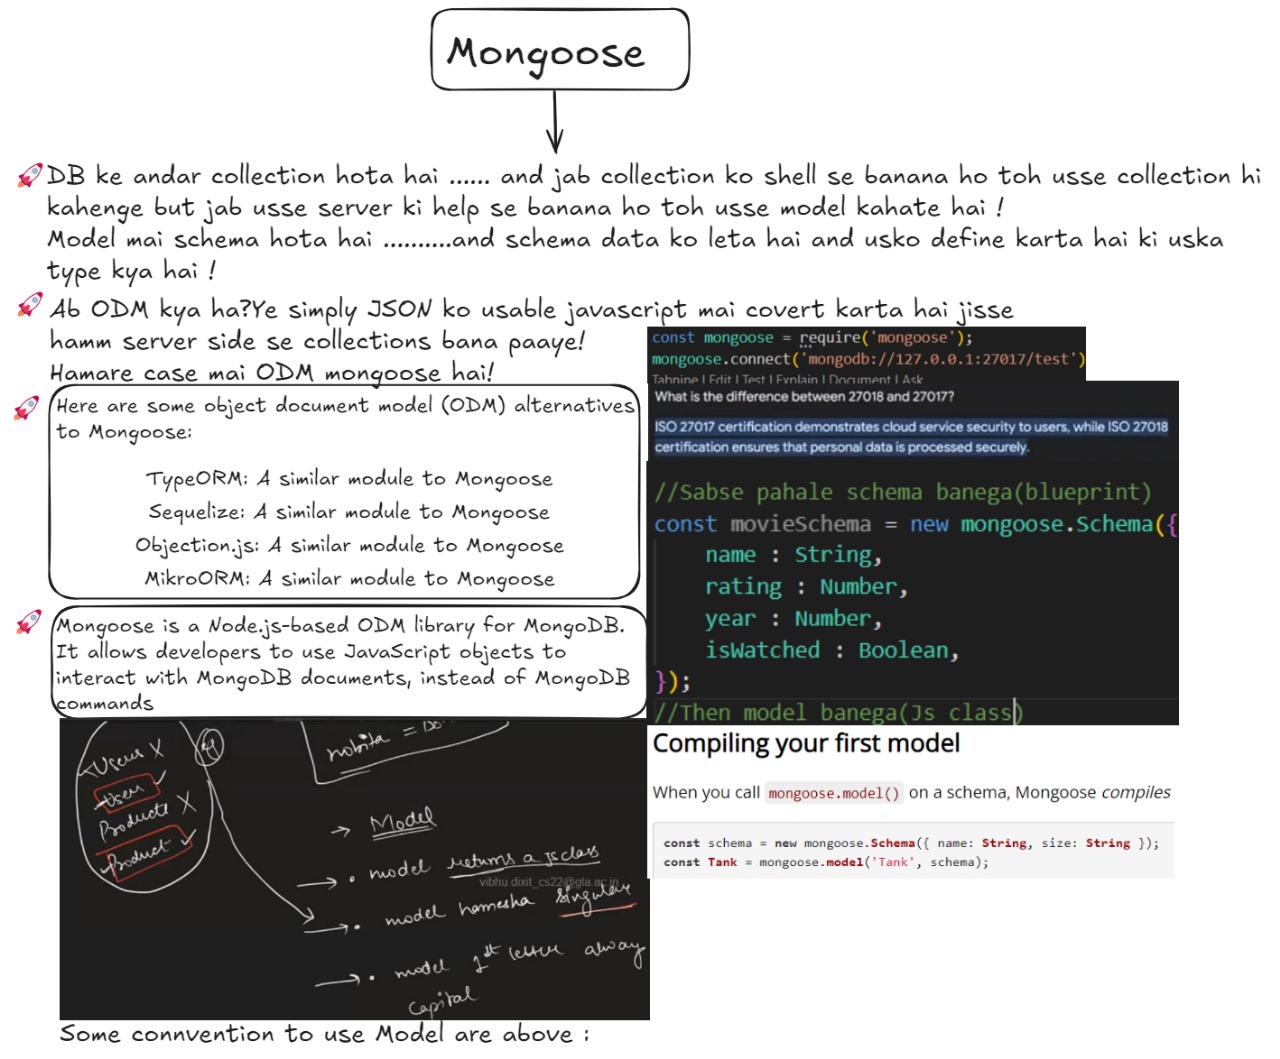 Mongoose
DB ke andar collection hota hai ...... and jab collection ko shell se banana ho toh usse collection hi
kahenge but jab usse server ki help se banana ho toh usse model kahate hai !
Model mai schema hota hai ..........and schema data ko leta hai and usko define karta hai ki uska
type kya hai !
Ab ODM kya ha?Ye simply JSON ko usable javascript mai covert karta hai jisse
hamm server side se collections bana paaye!
Hamare case mai ODM mongoose hai!
Here are some object document model (ODM) alternatives
to Mongoose:
TypeORM: A similar module to Mongoose
Sequelize: A similar module to Mongoose
Objection.js: A similar module to Mongoose
MikroORM: A similar module to Mongoose
Mongoose is a Node.js-based ODM library for MongoDB.
It allows developers to use JavaScript objects to
interact with MongoDB documents, instead of MongoDB
commands
const mongoose = require('mongoose');
mongoose.connect('mongodb://127.0.0.1:27017/test')
Tabnine | Edit | Test | Explain | Document | Ask
What is the difference between 27018 and 27017?
ISO 27017 certification demonstrates cloud service security to users, while ISO 27018
certification ensures that personal data is processed securely.
//Sabse pahale schema banega(blueprint)
const movieSchema = new mongoose.Schema({
name : String,
rating : Number,
year : Number,
isWatched : Boolean,
});
//Then model banega(Js class)
Compiling your first model
When you call mongoose.model() on a schema, Mongoose compiles
const schema = new mongoose.Schema({ name: String, size: String });
const Tank = mongoose.model('Tank', schema);
Users X
User ✓
Products X
Product ✓
nobita =
→ Model
→ • model returns a js class
vibhu.dixit_cs22@gla.ac.in
→ • model hamesha singular
→ • model 1st letter always
capital
Some connvention to use Model are above :